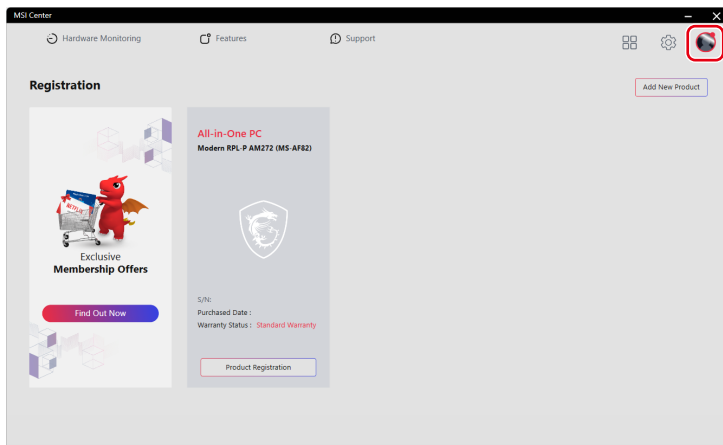 MSI Center
Hardware Monitoring
Features
Support
Registration
Add New Product
All-in-One PC
Modern RPL-P AM272 (MS-AF82)
NETFLIX
Exclusive
Membership Offers
Find Out Now
S/N:
Purchased Date :
Warranty Status : Standard Warranty
Product Registration